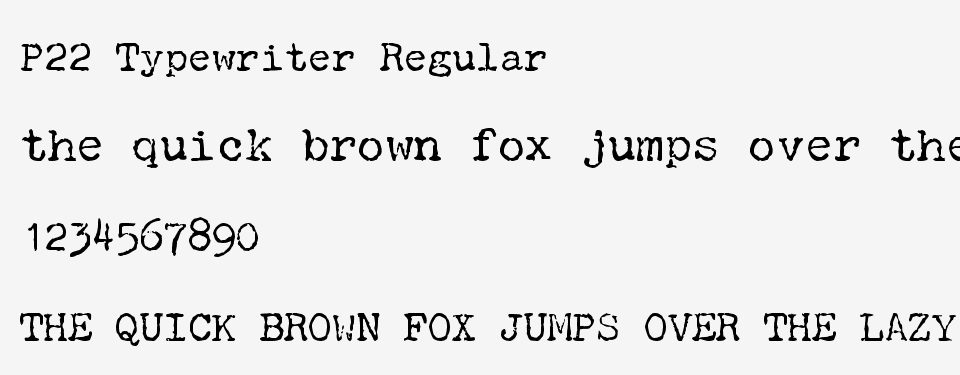 P22 Typewriter Regular
the quick brown fox jumps over the
1234567890
THE QUICK BROWN FOX JUMPS OVER THE LAZY